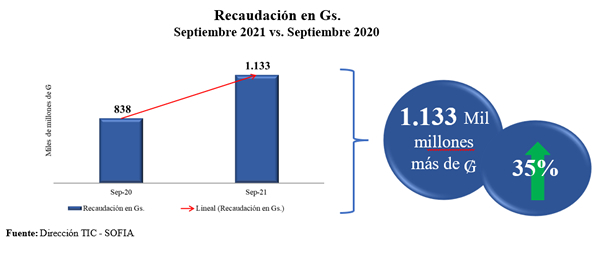 Recaudación en Gs.
Septiembre 2021 vs. Septiembre 2020
Miles de millones de G
838
1.133
Sep-20
Sep-21
Recaudación en Gs.
Lineal (Recaudación en Gs.)
1.133 Mil
millones
más de ₲
35%
Fuente: Dirección TIC - SOFIA.